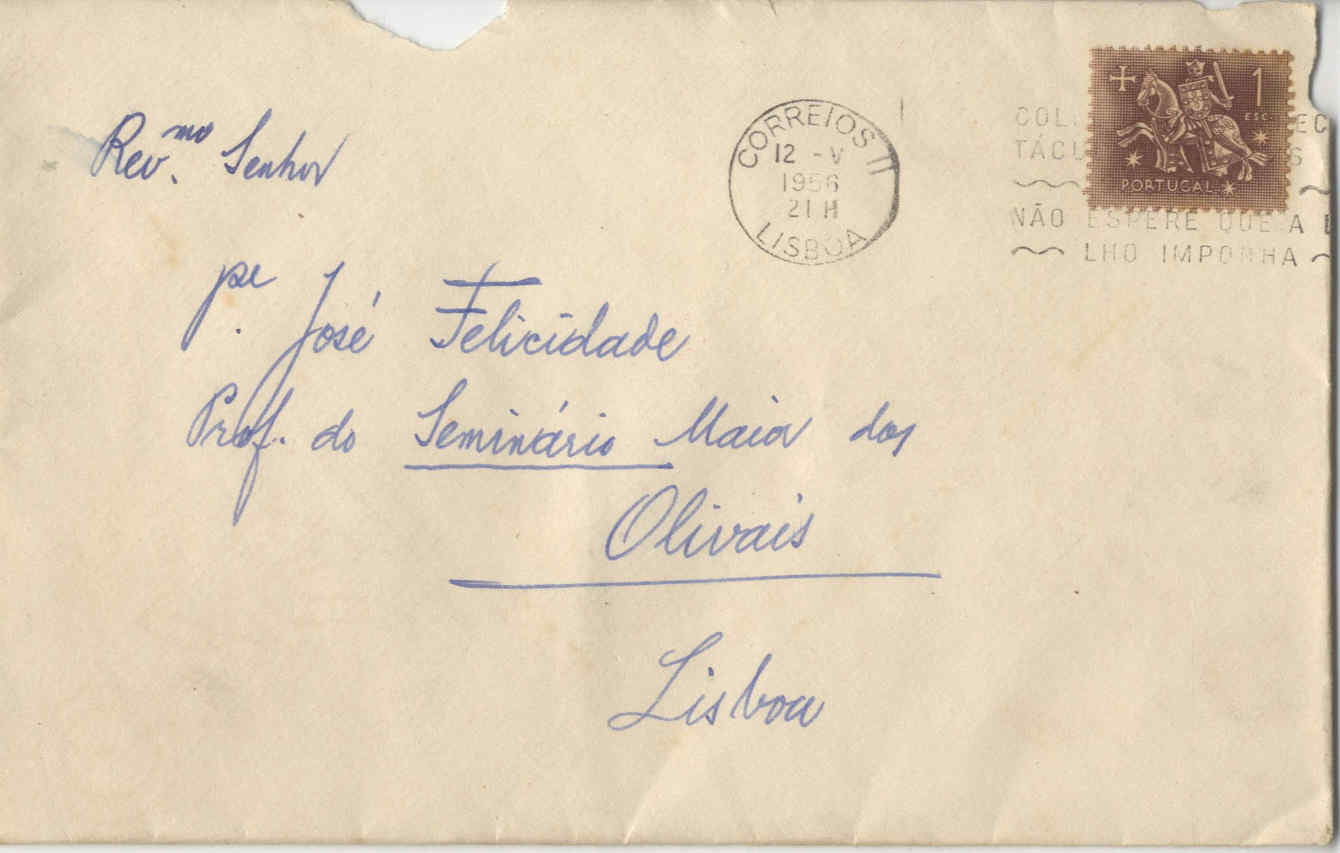 Rev.mo Senhor
pe. José Felicidade
Prof. do Seminário Maior dos
Olivais
Lisboa
CORREIOS
12 - V
1956
21 H
LISBOA
1
ESC.
PORTUGAL
NÃO ESPERE QUE A
LHO IMPONHA